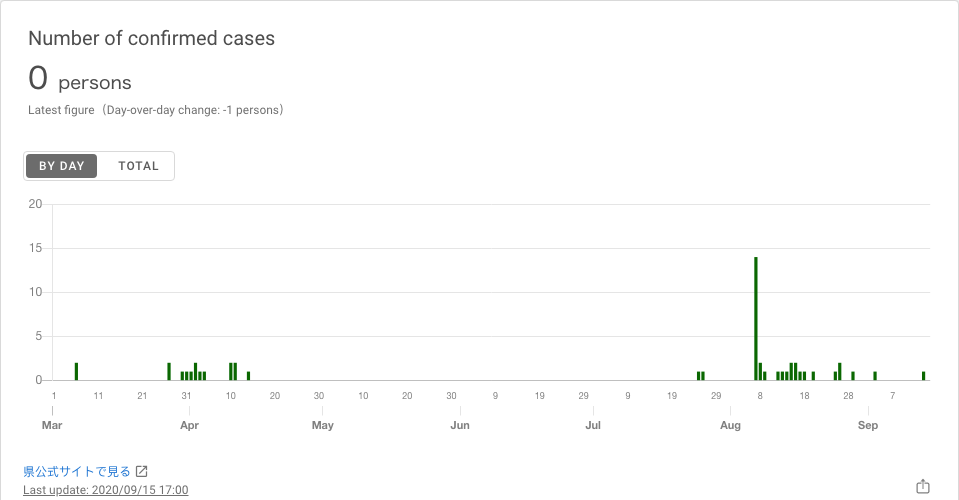 Number of confirmed cases
0 persons
Latest figure（Day-over-day change: -1 persons）
BY DAY TOTAL
20
15
10
5
0
1 11 21 31 10 20 30 10 20 30 9 19 29 9 19 29 8 18 28 7
Mar Apr May Jun Jul Aug Sep
県公式サイトで見る
Last update: 2020/09/15 17:00